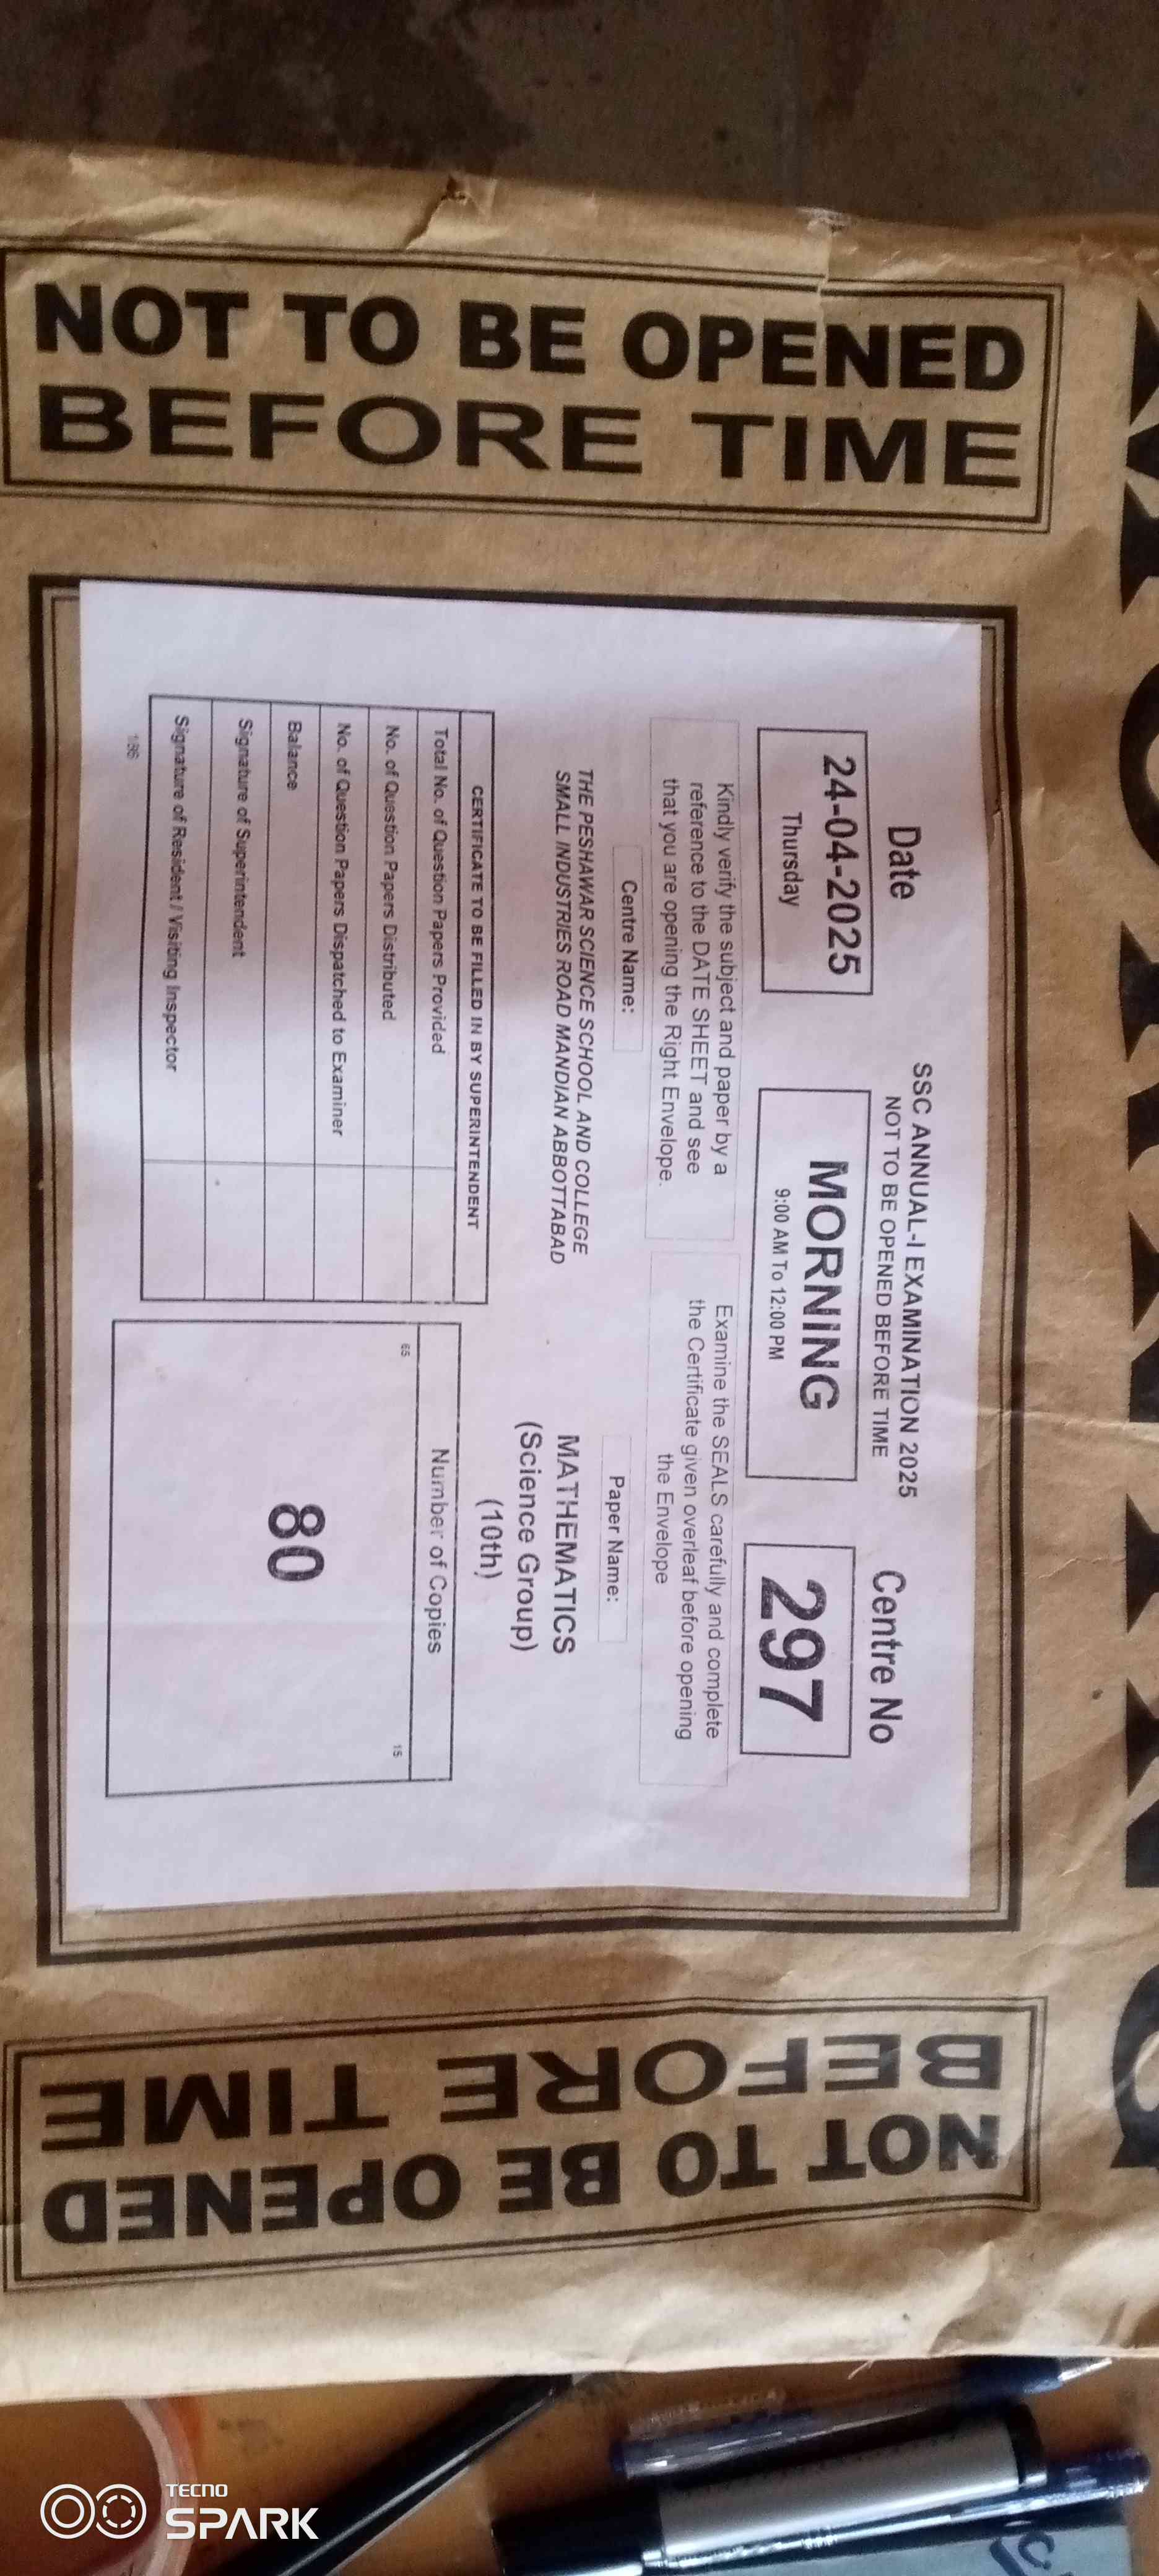 NOT TO BE OPENED
BEFORE TIME
SSC ANNUAL-I EXAMINATION 2025
NOT TO BE OPENED BEFORE TIME
Date
Centre No
24-04-2025
Thursday
MORNING
9:00 AM To 12:00 PM
297
Kindly verify the subject and paper by a
reference to the DATE SHEET and see
that you are opening the Right Envelope.
Examine the SEALS carefully and complete
the Certificate given overleaf before opening
the Envelope
Centre Name:
THE PESHAWAR SCIENCE SCHOOL AND COLLEGE
SMALL INDUSTRIES ROAD MANDIAN ABBOTTABAD
Paper Name:
MATHEMATICS
(Science Group)
(10th)
CERTIFICATE TO BE FILLED IN BY SUPERINTENDENT
Total No. of Question Papers Provided
No. of Question Papers Distributed
No. of Question Papers Dispatched to Examiner
Balance
Signature of Superintendent
Signature of Resident / Visiting Inspector
186
Number of Copies
65
15
80
NOT TO BE OPENED
BEFORE TIME
TECNO
SPARK